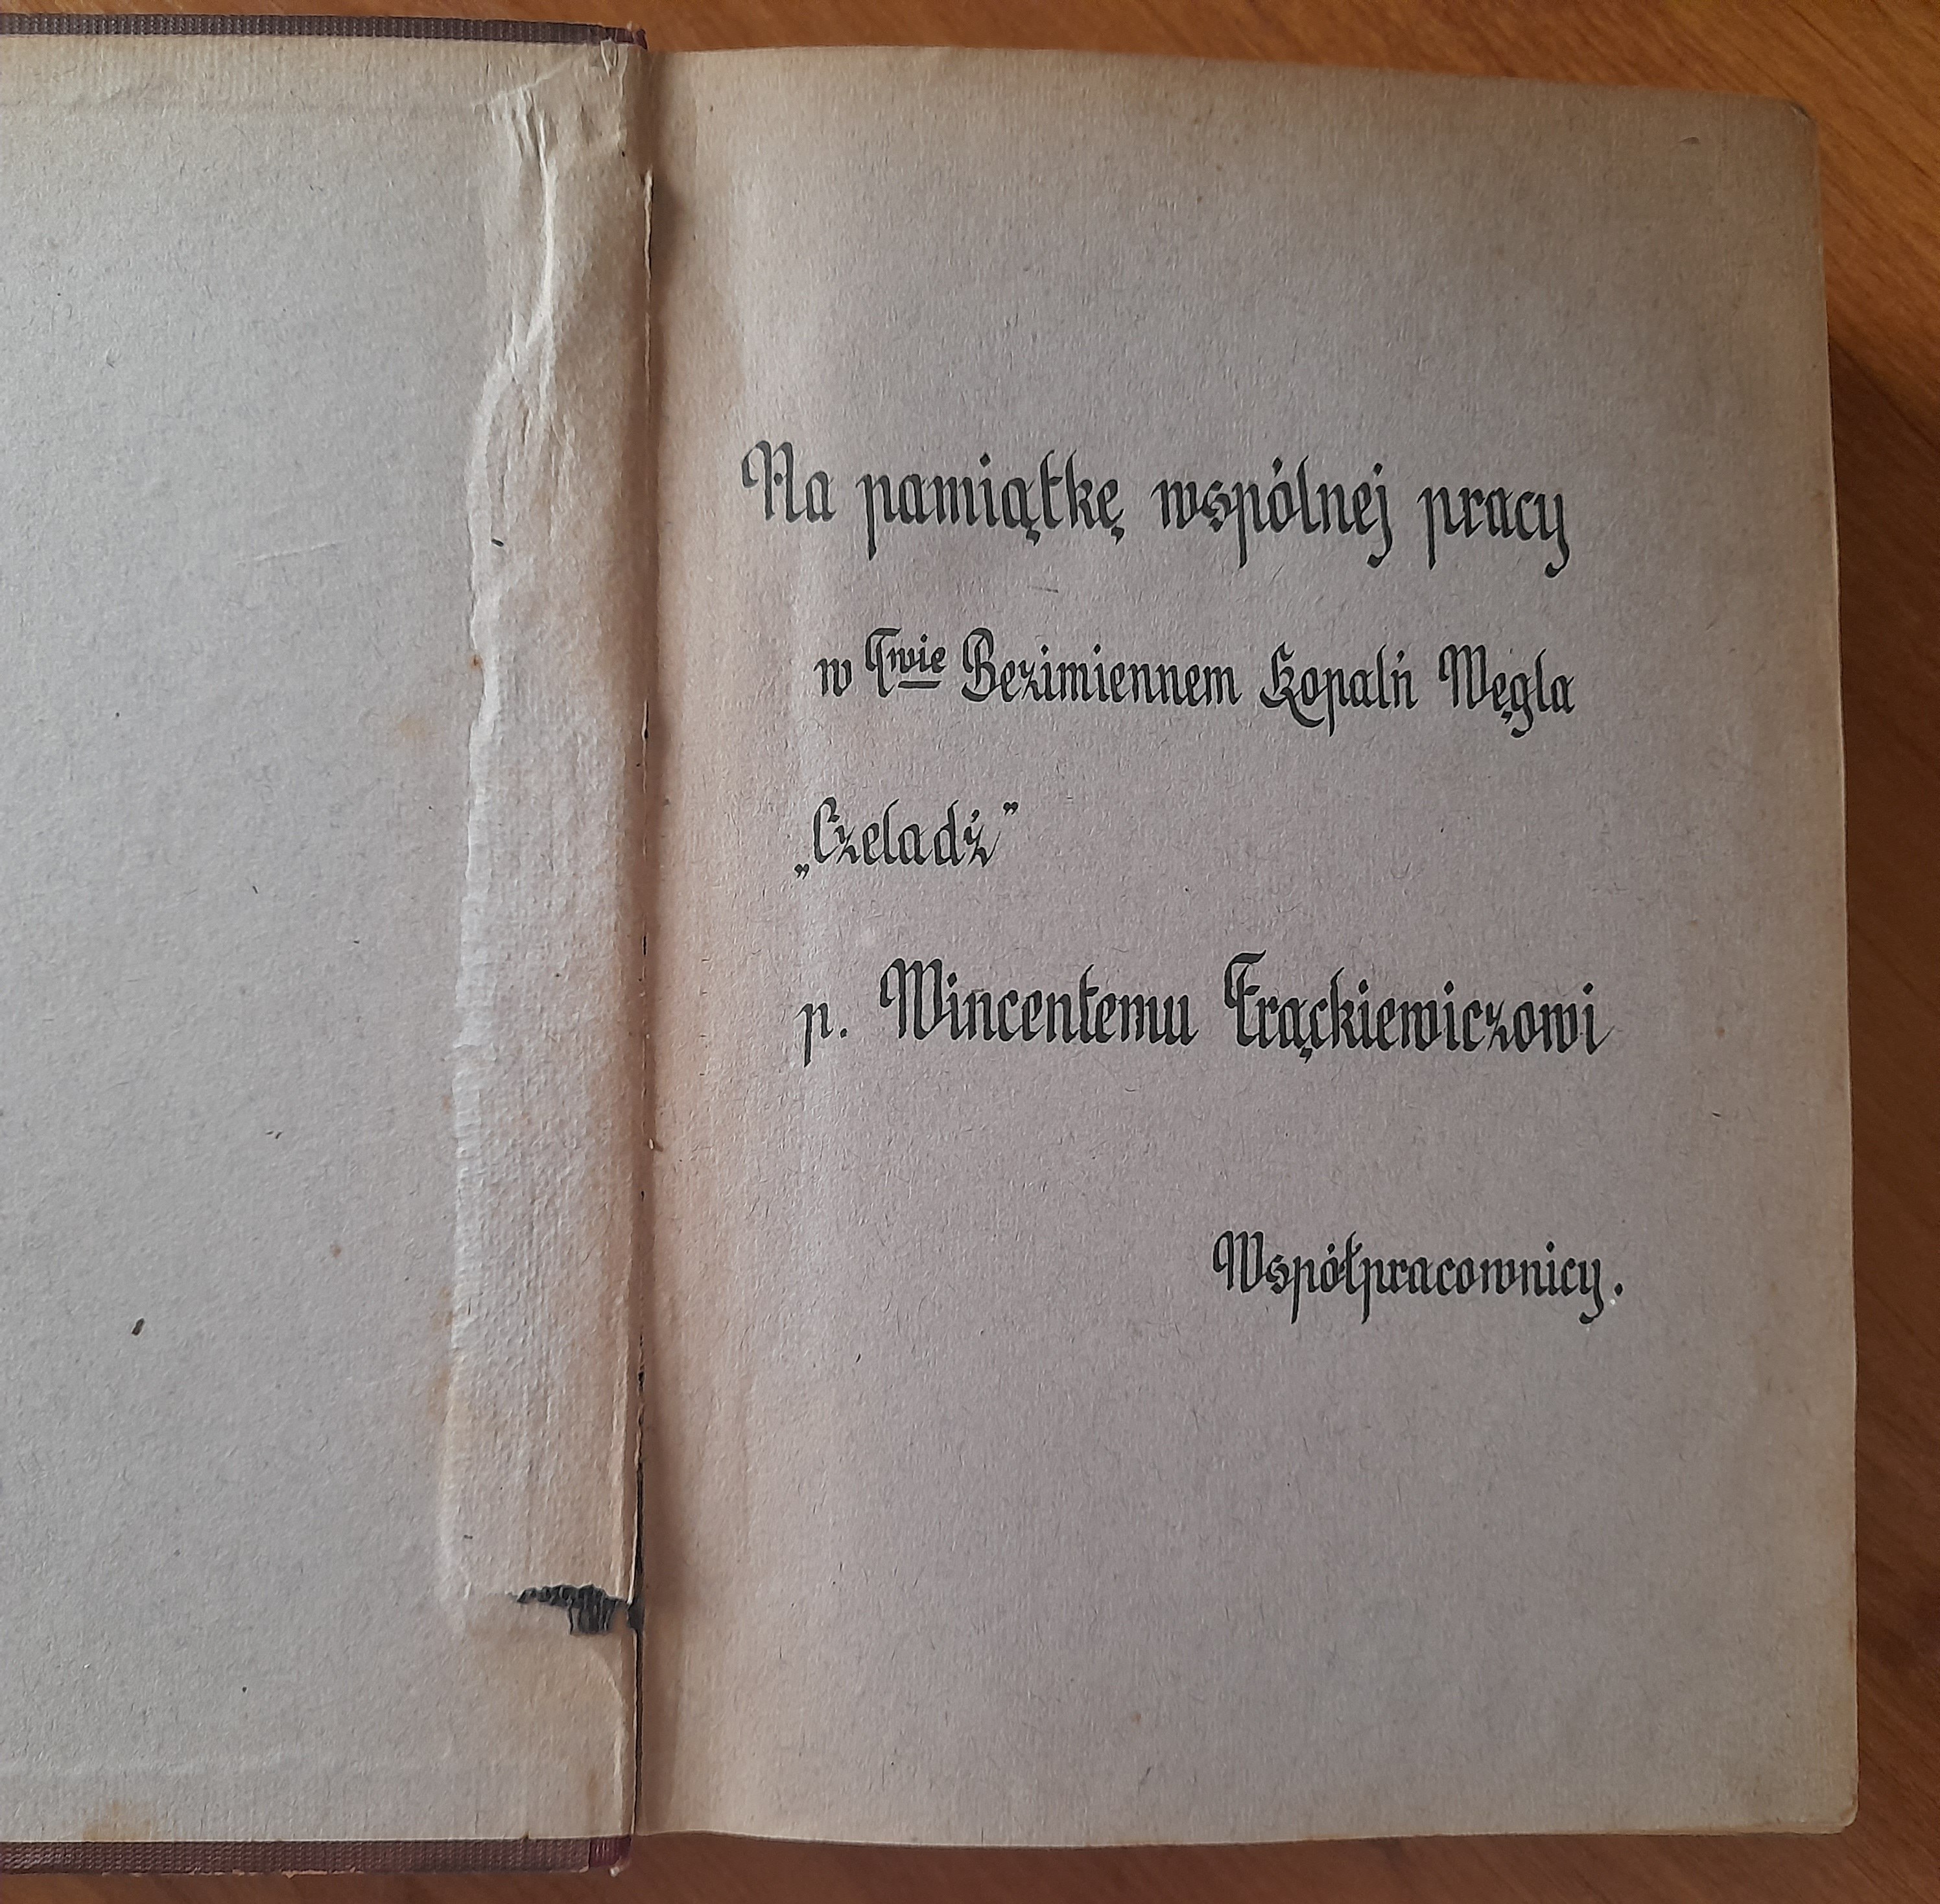 Na pamiątkę wspólnej pracy
w Twie Bezimiennem Kopalń Węgla
„Czeladź”
p. Wincentemu Trąckiewiczowi
Współpracownicy.